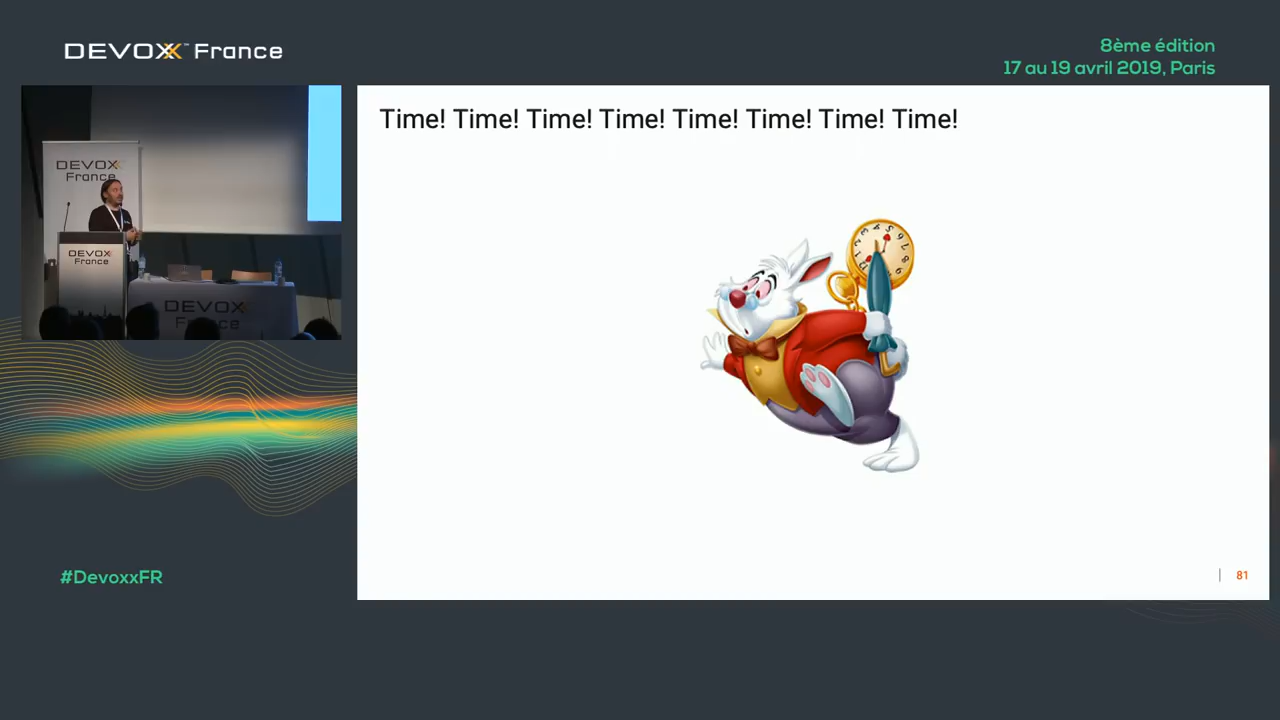 DEVOXX™ France
8ème édition
17 au 19 avril 2019, Paris
DEVOXX
France
DEVOXX
France
DEVOXX
France
Time! Time! Time! Time! Time! Time! Time! Time!
81
#DevoxxFR